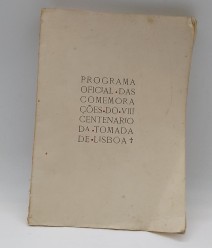 PROGRAMA
OFICIAL·DAS
COMEMORA
ÇÕES·DO·VIII
CENTENARIO
DA·TOMADA
DE·LISBOA✝